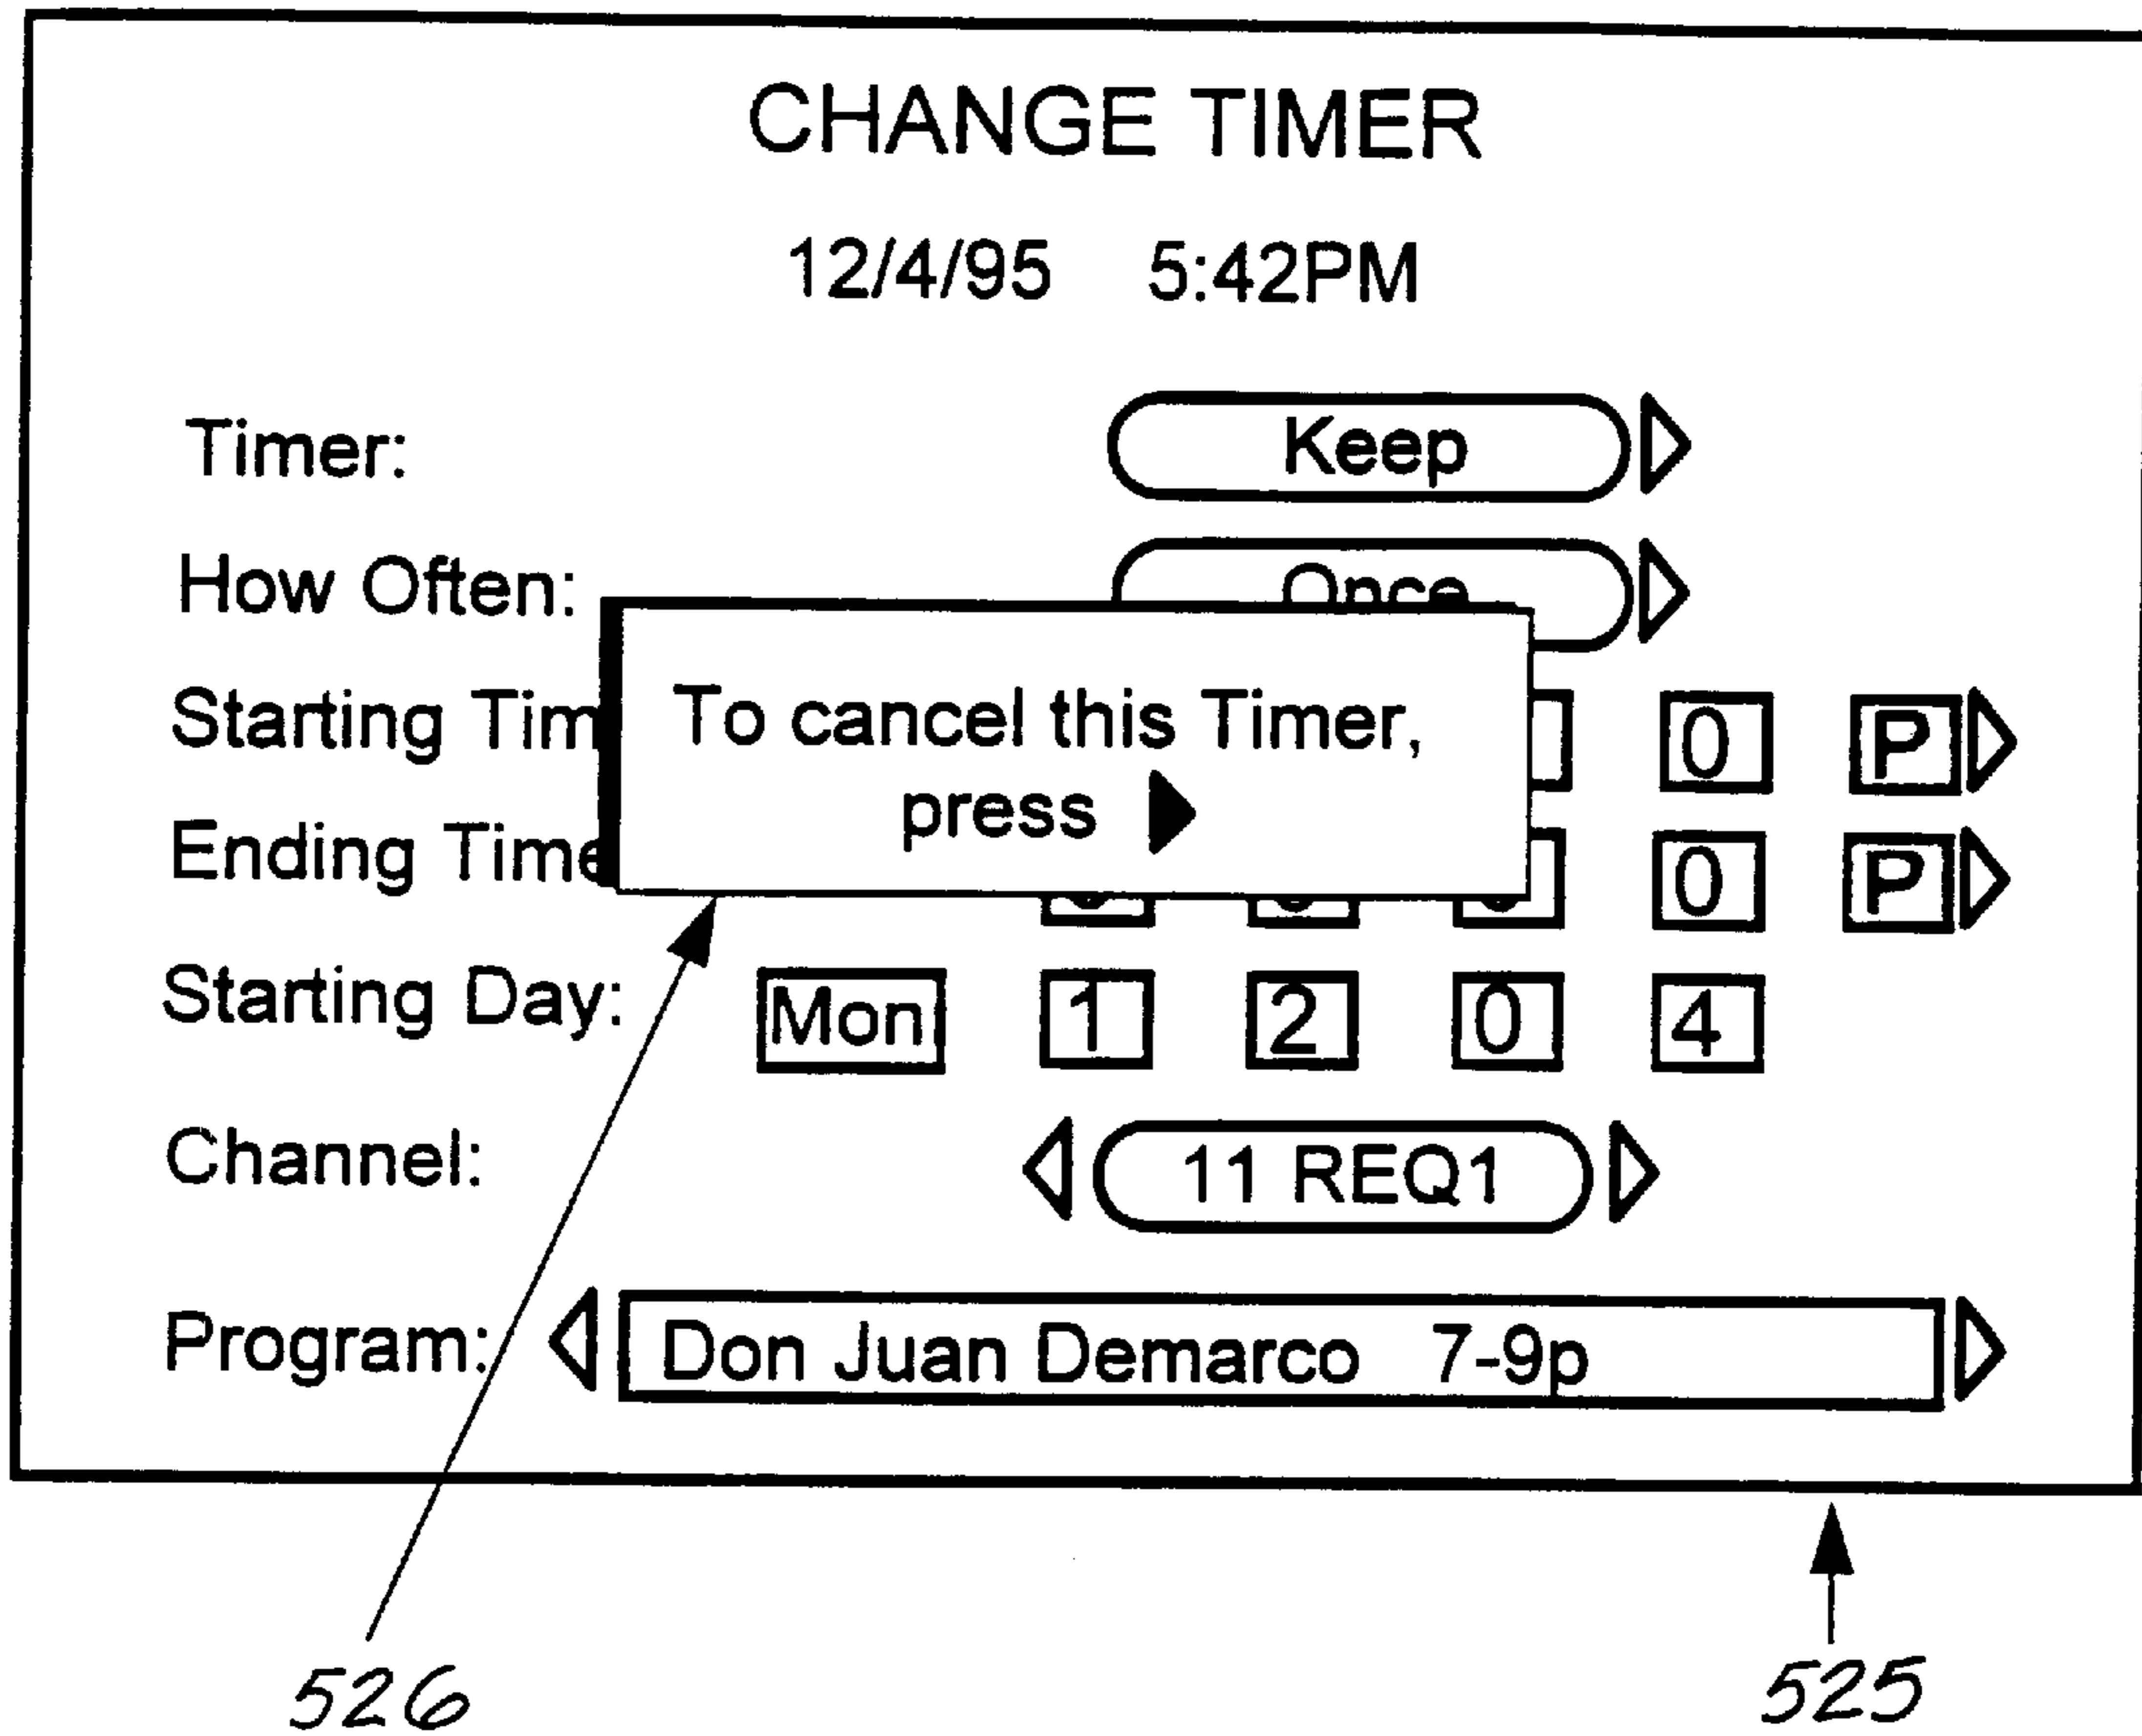 CHANGE TIMER
12/4/95 5:42PM
Timer: Keep
How Often: Once
Starting Tim 0 P
To cancel this Timer,
press
Ending Time 0 P
Starting Day: Mon 1 2 0 4
Channel: 11 REQ1
Program: Don Juan Demarco 7-9p
526 525